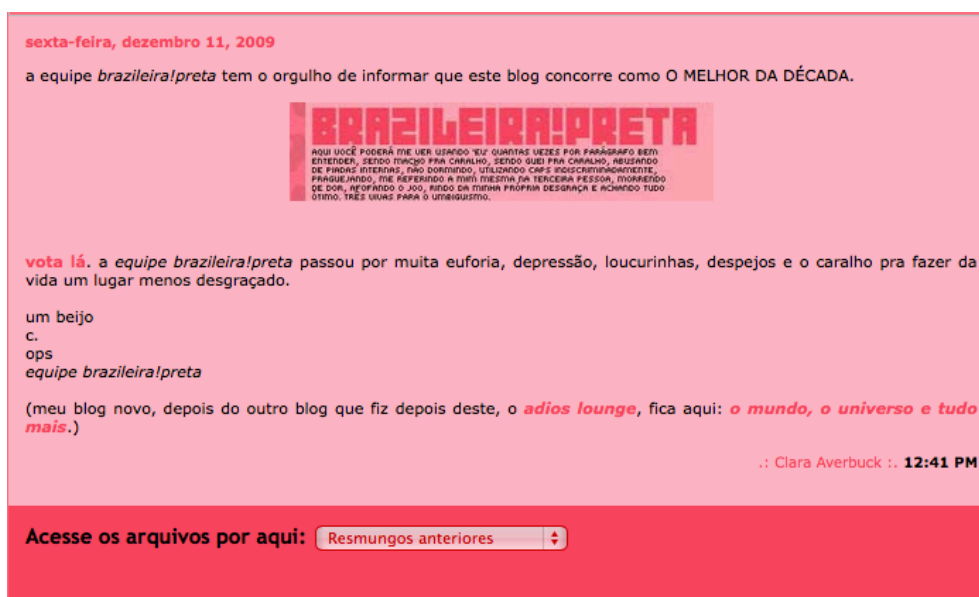 sexta-feira, dezembro 11, 2009
a equipe brazileira!preta tem o orgulho de informar que este blog concorre como O MELHOR DA DÉCADA.
BRAZILEIRA!PRETA
AQUI VOCÊ PODERÁ ME VER USANDO 'EU' QUANTAS VEZES POR PARÁGRAFO BEM
ENTENDER, SENDO MACHO PRA CARALHO, SENDO GUEI PRA CARALHO, ABUSANDO
DE PIADAS INTERNAS, NÃO DORMINDO, UTILIZANDO CAPS INDISCRIMINADAMENTE,
PRAGUEJANDO, ME REFERINDO A MIM MESMA NA TERCEIRA PESSOA, MORRENDO
DE DOR, AFOFANDO O JOO, RINDO DA MINHA PRÓPRIA DESGRAÇA E ACHANDO TUDO
ÓTIMO. TRÊS VIVAS PARA O UMBIGUISMO.
vota lá. a equipe brazileira!preta passou por muita euforia, depressão, loucurinhas, despejos e o caralho pra fazer da
vida um lugar menos desgraçado.
um beijo
c.
ops
equipe brazileira!preta
(meu blog novo, depois do outro blog que fiz depois deste, o adios lounge, fica aqui: o mundo, o universo e tudo
mais.)
.: Clara Averbuck :. 12:41 PM
Acesse os arquivos por aqui: Resmungos anteriores